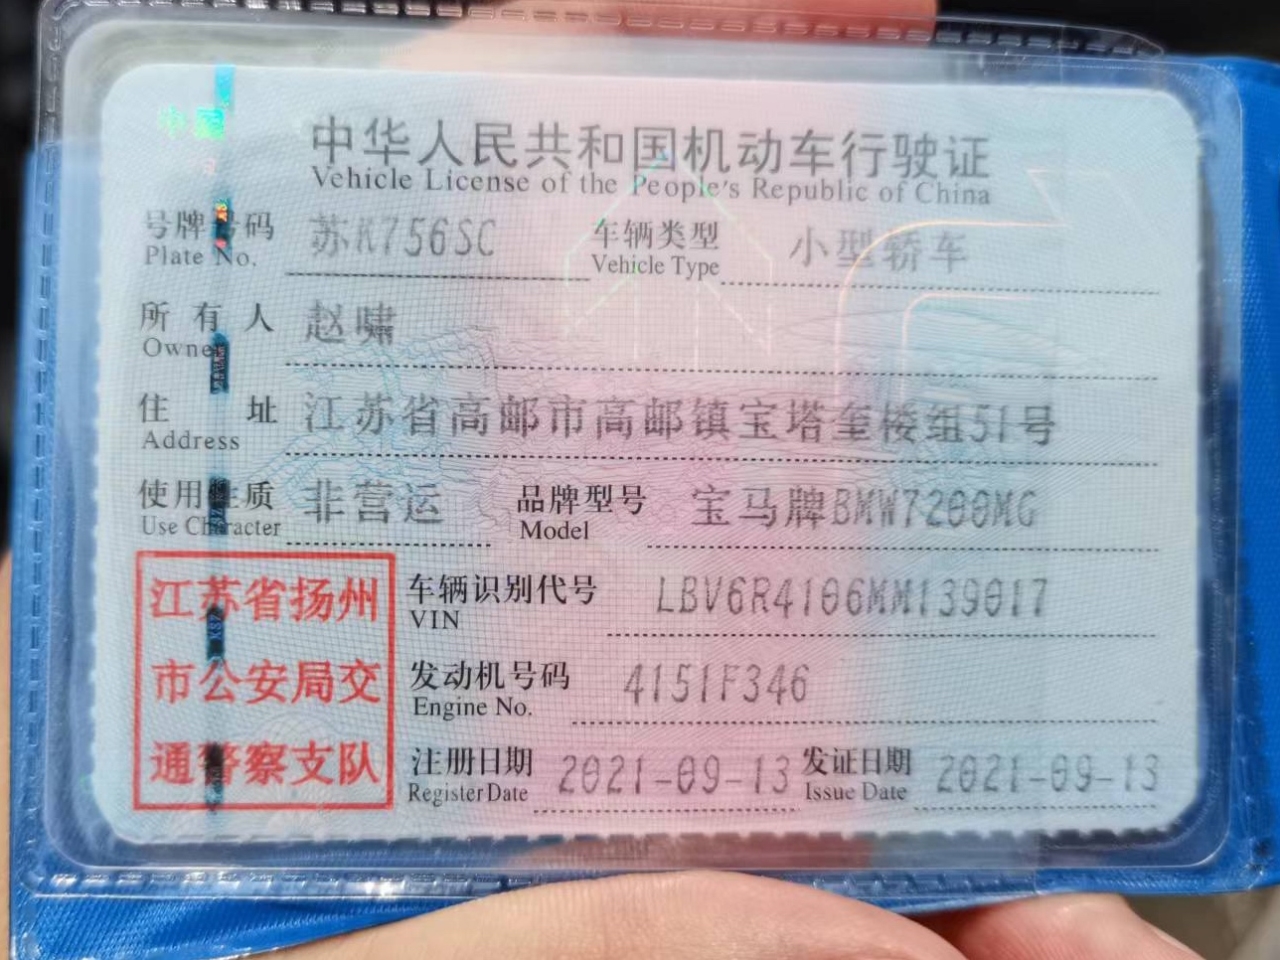 中国
中华人民共和国机动车行驶证
Vehicle License of the People's Republic of China
号牌号码 苏K756SC 车辆类型 小型轿车
Plate No. Vehicle Type
所有人 赵啸
Owner
住址 江苏省高邮市高邮镇宝塔奎楼组51号
Address
使用性质 非营运 品牌型号 宝马牌BMW7200MG
Use Character Model
江苏省扬州
市公安局交
通警察支队
车辆识别代号 LBV6R4106MM139017
VIN
发动机号码 4151F346
Engine No.
注册日期 2021-09-13 发证日期 2021-09-13
Register Date Issue Date